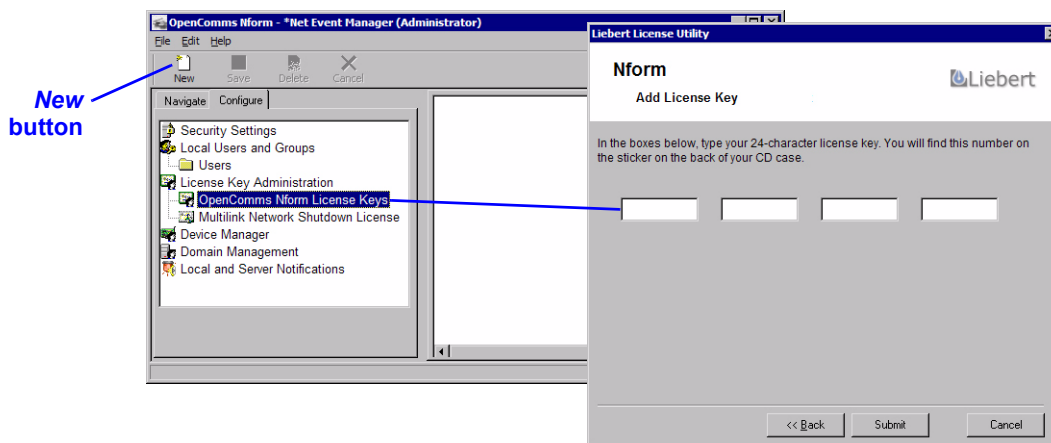 OpenComms Nform - *Net Event Manager (Administrator)
File Edit Help
New Save Delete Cancel
New
button
Navigate Configure
Security Settings
Local Users and Groups
Users
License Key Administration
OpenComms Nform License Keys
Multilink Network Shutdown License
Device Manager
Domain Management
Local and Server Notifications
Liebert License Utility
Nform
Liebert
Add License Key
In the boxes below, type your 24-character license key. You will find this number on
the sticker on the back of your CD case.
<< Back Submit Cancel